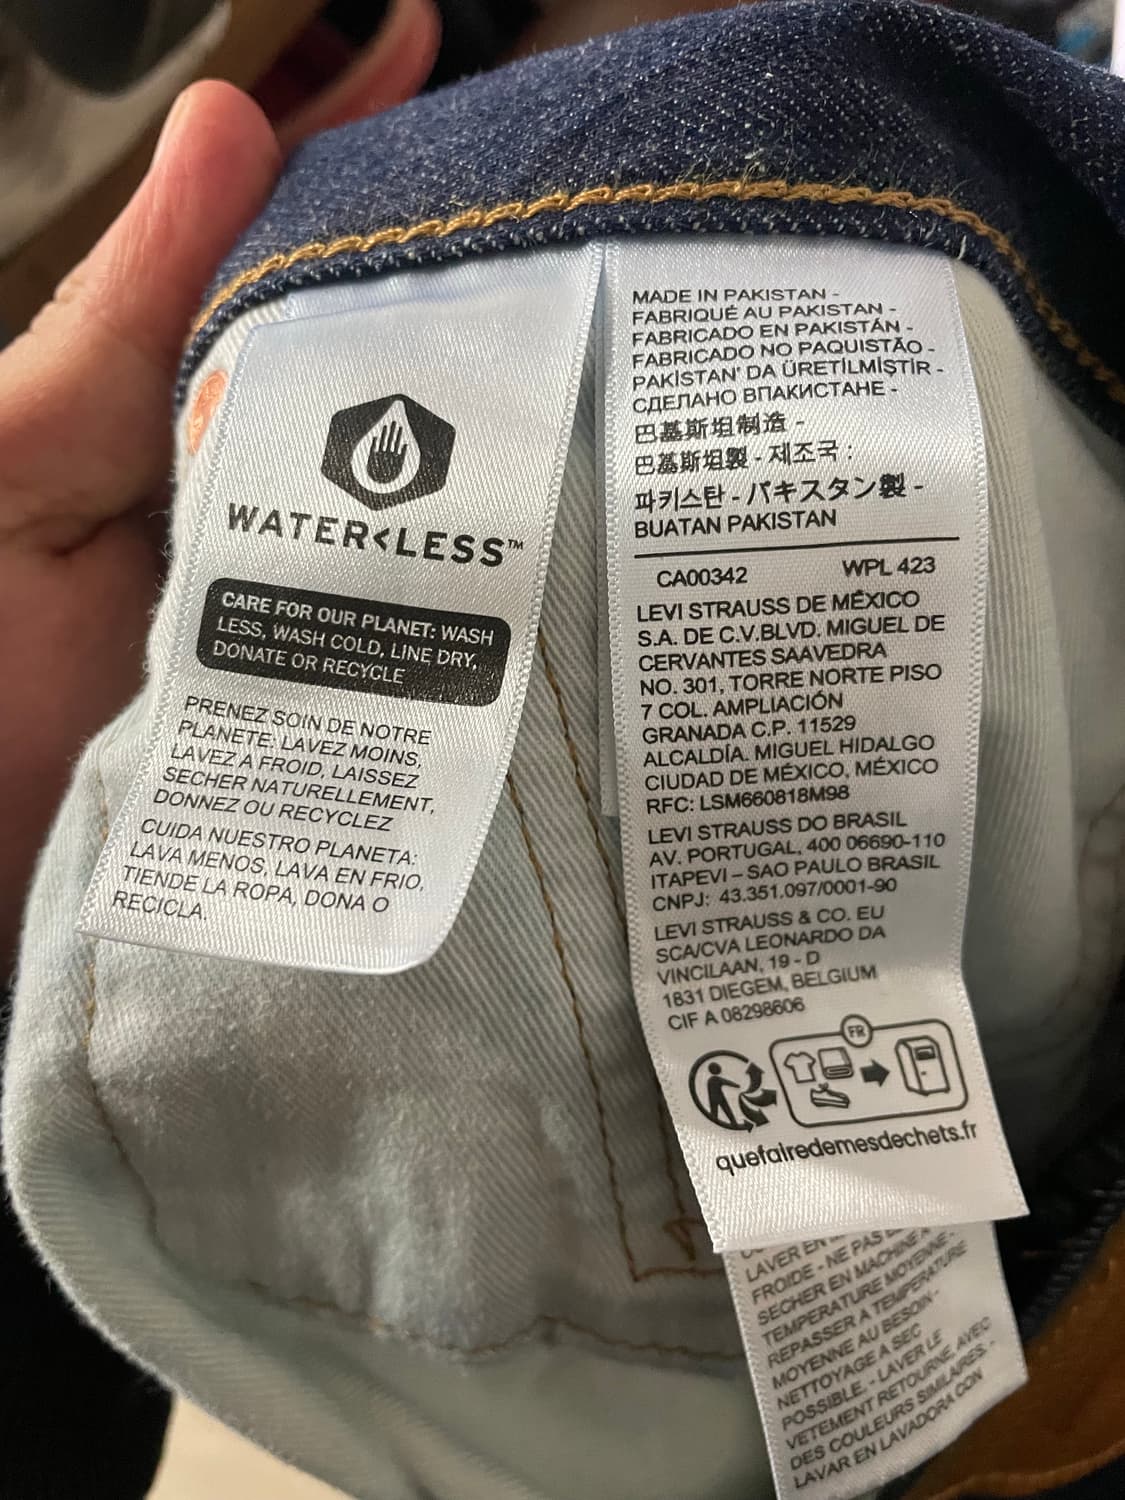 WATER<LESS™
CARE FOR OUR PLANET: WASH
LESS, WASH COLD, LINE DRY,
DONATE OR RECYCLE
PRENEZ SOIN DE NOTRE
PLANETE: LAVEZ MOINS,
LAVEZ A FROID, LAISSEZ
SECHER NATURELLEMENT,
DONNEZ OU RECYCLEZ
CUIDA NUESTRO PLANETA:
LAVA MENOS, LAVA EN FRIO,
TIENDE LA ROPA, DONA O
RECICLA.
MADE IN PAKISTAN -
FABRIQUÉ AU PAKISTAN -
FABRICADO EN PAKISTÁN -
FABRICADO NO PAQUISTÃO -
PAKİSTAN' DA ÜRETİLMİŞTİR -
СДЕЛАНО ВПАКИСТАНЕ -
巴基斯坦制造 -
巴基斯坦製 - 제조국 :
파키스탄 - パキスタン製 -
BUATAN PAKISTAN
CA00342 WPL 423
LEVI STRAUSS DE MÉXICO
S.A. DE C.V.BLVD. MIGUEL DE
CERVANTES SAAVEDRA
NO. 301, TORRE NORTE PISO
7 COL. AMPLIACIÓN
GRANADA C.P. 11529
ALCALDÍA. MIGUEL HIDALGO
CIUDAD DE MÉXICO, MÉXICO
RFC: LSM660818M98
LEVI STRAUSS DO BRASIL
AV. PORTUGAL, 400 06690-110
ITAPEVI – SAO PAULO BRASIL
CNPJ: 43.351.097/0001-90
LEVI STRAUSS & CO. EU
SCA/CVA LEONARDO DA
VINCILAAN, 19 - D
1831 DIEGEM, BELGIUM
CIF A 08298606
FR
quefairedemesdechets.fr
LAVER EN
FROIDE - NE PAS
SECHER EN MACHINE A
TEMPERATURE MOYENNE-
REPASSER À TEMPERATURE
MOYENNE AU BESOIN -
NETTOYAGE A SEC
POSSIBLE. - LAVER LE
VETEMENT RETOURNE, AVEC
DES COULEURS SIMILAIRES. -
LAVAR EN LAVADORA CON